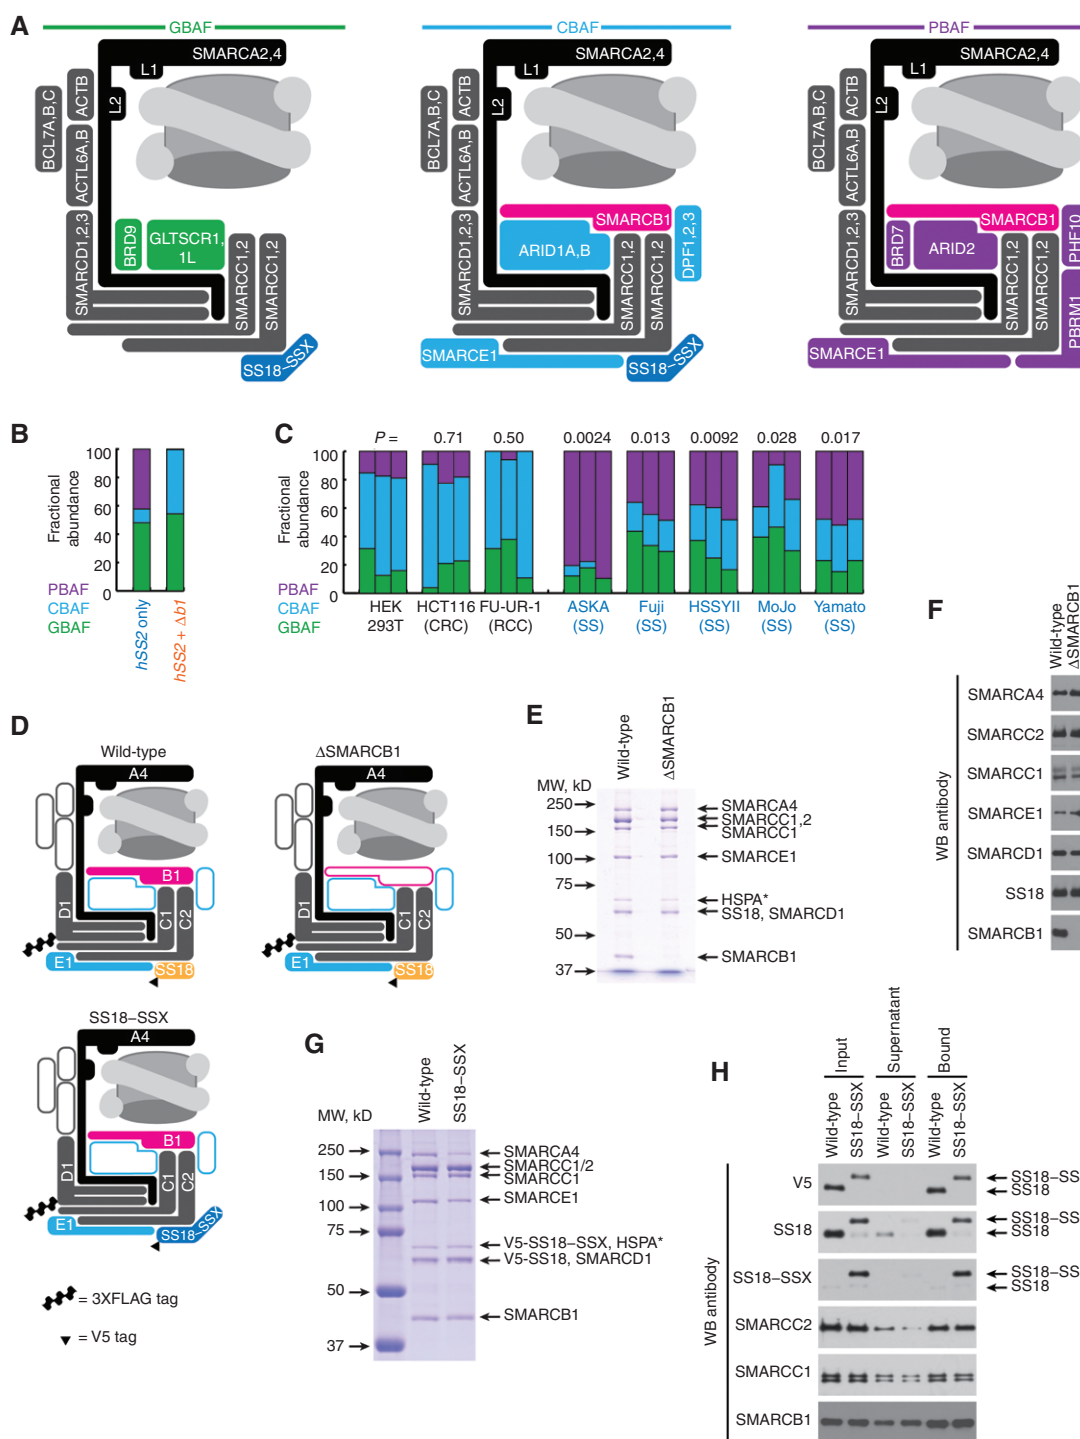 A
GBAF
CBAF
PBAF
SMARCA2,4
L1
L2
BCL7A,B,C
ACTB
ACTL6A,B
SMARCD1,2,3
BRD9
GLTSCR1,
1L
SMARCC1,2
SMARCC1,2
SS18–SSX
SMARCA2,4
L1
L2
BCL7A,B,C
ACTB
ACTL6A,B
SMARCD1,2,3
SMARCB1
ARID1A,B
DPF1,2,3
SMARCC1,2
SMARCC1,2
SMARCE1
SS18–SSX
SMARCA2,4
L1
L2
BCL7A,B,C
ACTB
ACTL6A,B
SMARCD1,2,3
SMARCB1
BRD7
ARID2
PHF10
SMARCC1,2
SMARCC1,2
PBRM1
SMARCE1
B
Fractional
abundance
100
80
60
40
20
0
PBAF
CBAF
GBAF
hSS2 only
hSS2 + Δb1
C
P = 0.71 0.50 0.0024 0.013 0.0092 0.028 0.017
Fractional
abundance
100
80
60
40
20
0
PBAF
CBAF
GBAF
HEK
293T
HCT116
(CRC)
FU-UR-1
(RCC)
ASKA
(SS)
Fuji
(SS)
HSSYII
(SS)
MoJo
(SS)
Yamato
(SS)
D
Wild-type
A4
B1
D1
C1
C2
E1
SS18
ΔSMARCB1
A4
D1
C1
C2
E1
SS18
SS18–SSX
A4
B1
D1
C1
C2
E1
SS18–SSX
= 3XFLAG tag
= V5 tag
E
Wild-type
ΔSMARCB1
MW, kD
250
150
100
75
50
37
SMARCA4
SMARCC1,2
SMARCC1
SMARCE1
HSPA*
SS18, SMARCD1
SMARCB1
F
Wild-type
ΔSMARCB1
WB antibody
SMARCA4
SMARCC2
SMARCC1
SMARCE1
SMARCD1
SS18
SMARCB1
G
Wild-type
SS18–SSX
MW, kD
250
150
100
75
50
37
SMARCA4
SMARCC1/2
SMARCC1
SMARCE1
V5-SS18–SSX, HSPA*
V5-SS18, SMARCD1
SMARCB1
H
Input
Supernatant
Bound
Wild-type
SS18–SSX
Wild-type
SS18–SSX
Wild-type
SS18–SSX
WB antibody
V5
SS18–SS
SS18
SS18
SS18–SS
SS18
SS18–SSX
SS18–SS
SS18
SMARCC2
SMARCC1
SMARCB1